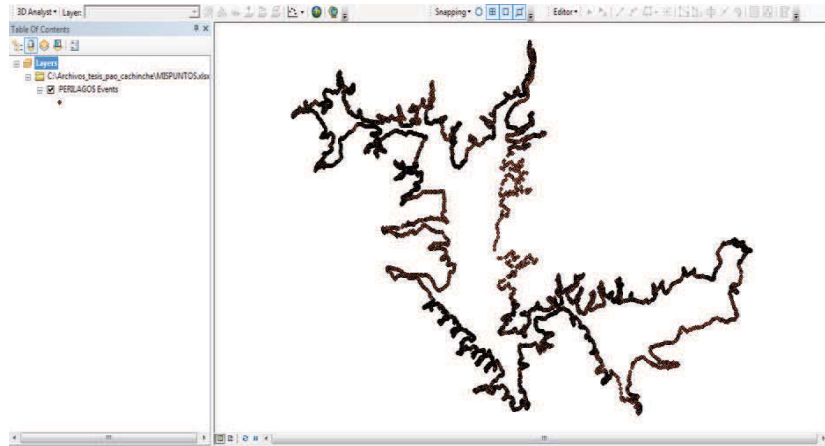 3D Analyst Layer:
Snapping
Editor
Table Of Contents
Layers
C:\Archivos_tesis_pao_cachinche\MISPUNTOS.xlsx
PERILAGOS Events